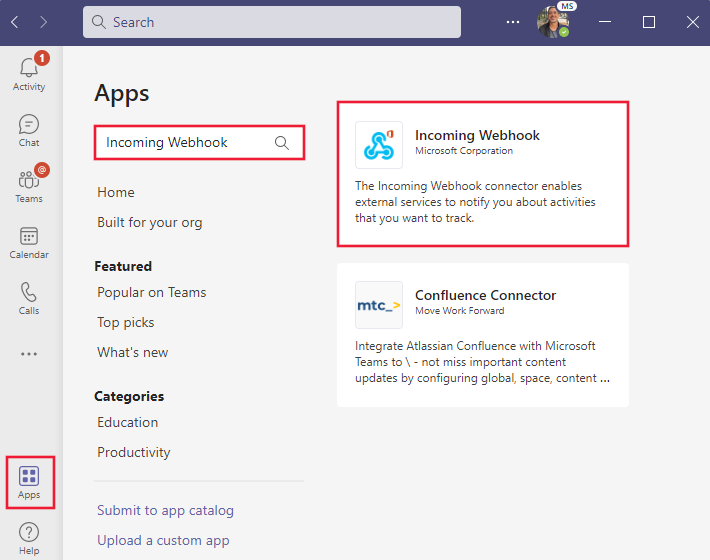 Search
MS
1
Activity
Chat
@
Teams
Calendar
Calls
Apps
Help
Apps
Incoming Webhook
Home
Built for your org
Featured
Popular on Teams
Top picks
What's new
Categories
Education
Productivity
Submit to app catalog
Upload a custom app
Incoming Webhook
Microsoft Corporation
The Incoming Webhook connector enables
external services to notify you about activities
that you want to track.
mtc_>
Confluence Connector
Move Work Forward
Integrate Atlassian Confluence with Microsoft
Teams to \ - not miss important content
updates by configuring global, space, content ...